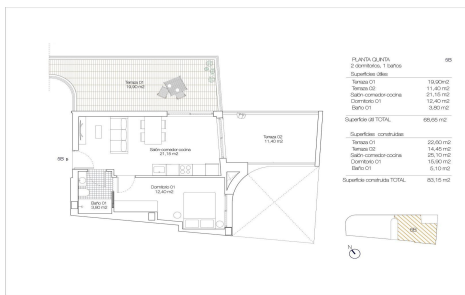 Terraza 01
19,90 m2
Salón-comedor-cocina
21,15 m2
Terraza 02
11,40 m2
5B
Dormitorio 01
12,40 m2
Baño 01
3,80 m2
PLANTA QUINTA 5B
2 dormitorios, 1 baños
Superficies útiles
Terraza 01 19,90m2
Terraza 02 11,40 m2
Salón-comedor-cocina 21,15 m2
Dormitorio 01 12,40 m2
Baño 01 3,80 m2
Superficie útil TOTAL 68,65 m2
Superficies construidas
Terraza 01 22,60 m2
Terraza 02 14,45 m2
Salón-comedor-cocina 25,10 m2
Dormitorio 01 15,90 m2
Baño 01 5,10 m2
Superficie construida TOTAL 83,15 m2
5B
N